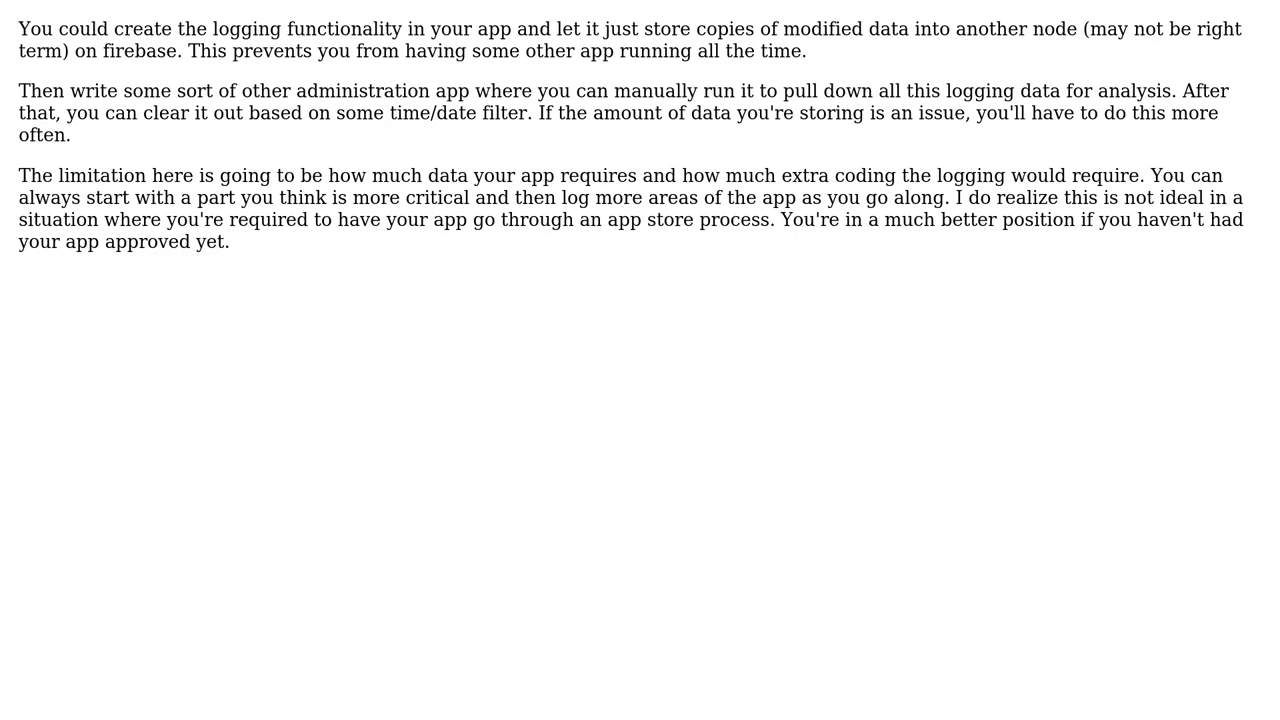 You could create the logging functionality in your app and let it just store copies of modified data into another node (may not be right
term) on firebase. This prevents you from having some other app running all the time.
Then write some sort of other administration app where you can manually run it to pull down all this logging data for analysis. After
that, you can clear it out based on some time/date filter. If the amount of data you're storing is an issue, you'll have to do this more
often.
The limitation here is going to be how much data your app requires and how much extra coding the logging would require. You can
always start with a part you think is more critical and then log more areas of the app as you go along. I do realize this is not ideal in a
situation where you're required to have your app go through an app store process. You're in a much better position if you haven't had
your app approved yet.